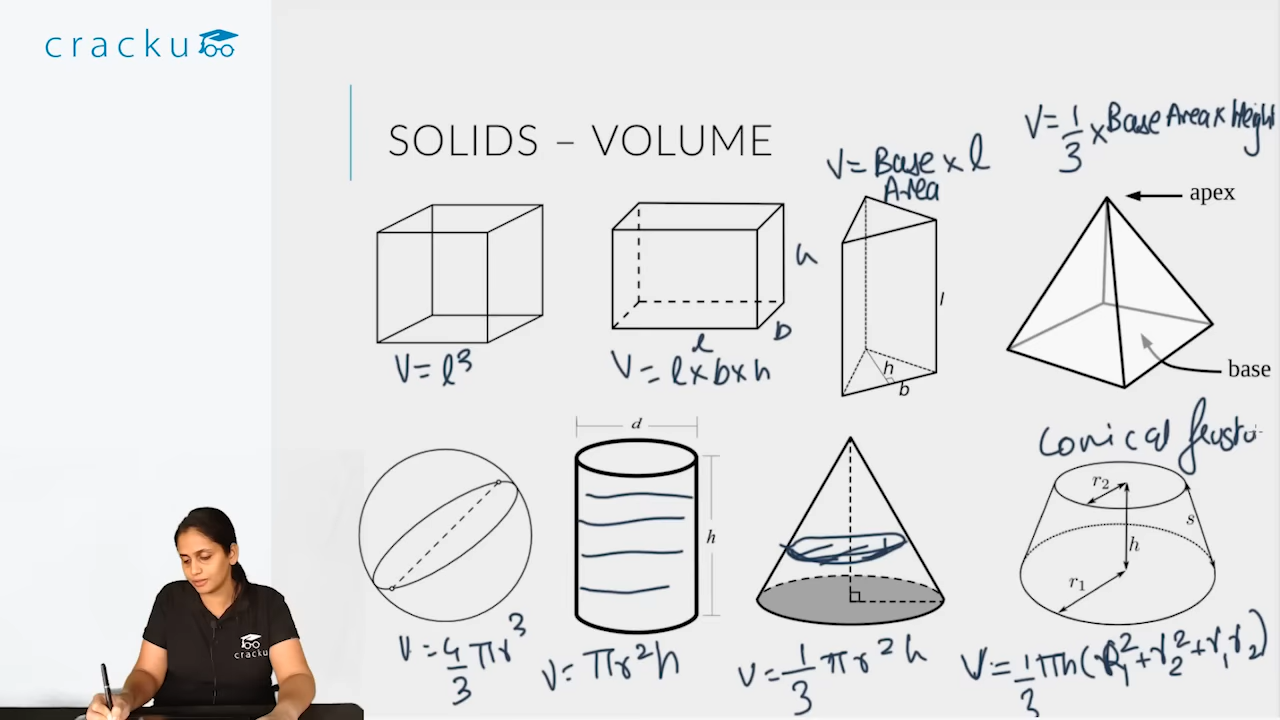 cracku
SOLIDS – VOLUME
V = 1/3 × Base Area × Height
V = Base Area × l
apex
h
l
l
b
h
b
base
V = l³
V = l×b×h
d
Conical frusto
r₂
s
h
h
r₁
cracku
V = 4/3 πr³
V = πr²h
V = 1/3 πr²h
V = 1/3 πh(r₁²+r₂²+r₁r₂)